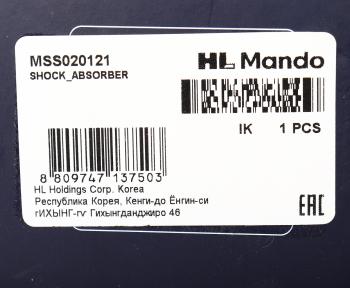 MSS020121
SHOCK_ABSORBER
HL Mando
IK 1 PCS
8 809747 137503
HL Holdings Corp. Korea
Республика Корея, Кенги-до Ёнгин-си
гИХЫНГ-гу Гихынгданджиро 46
EAC